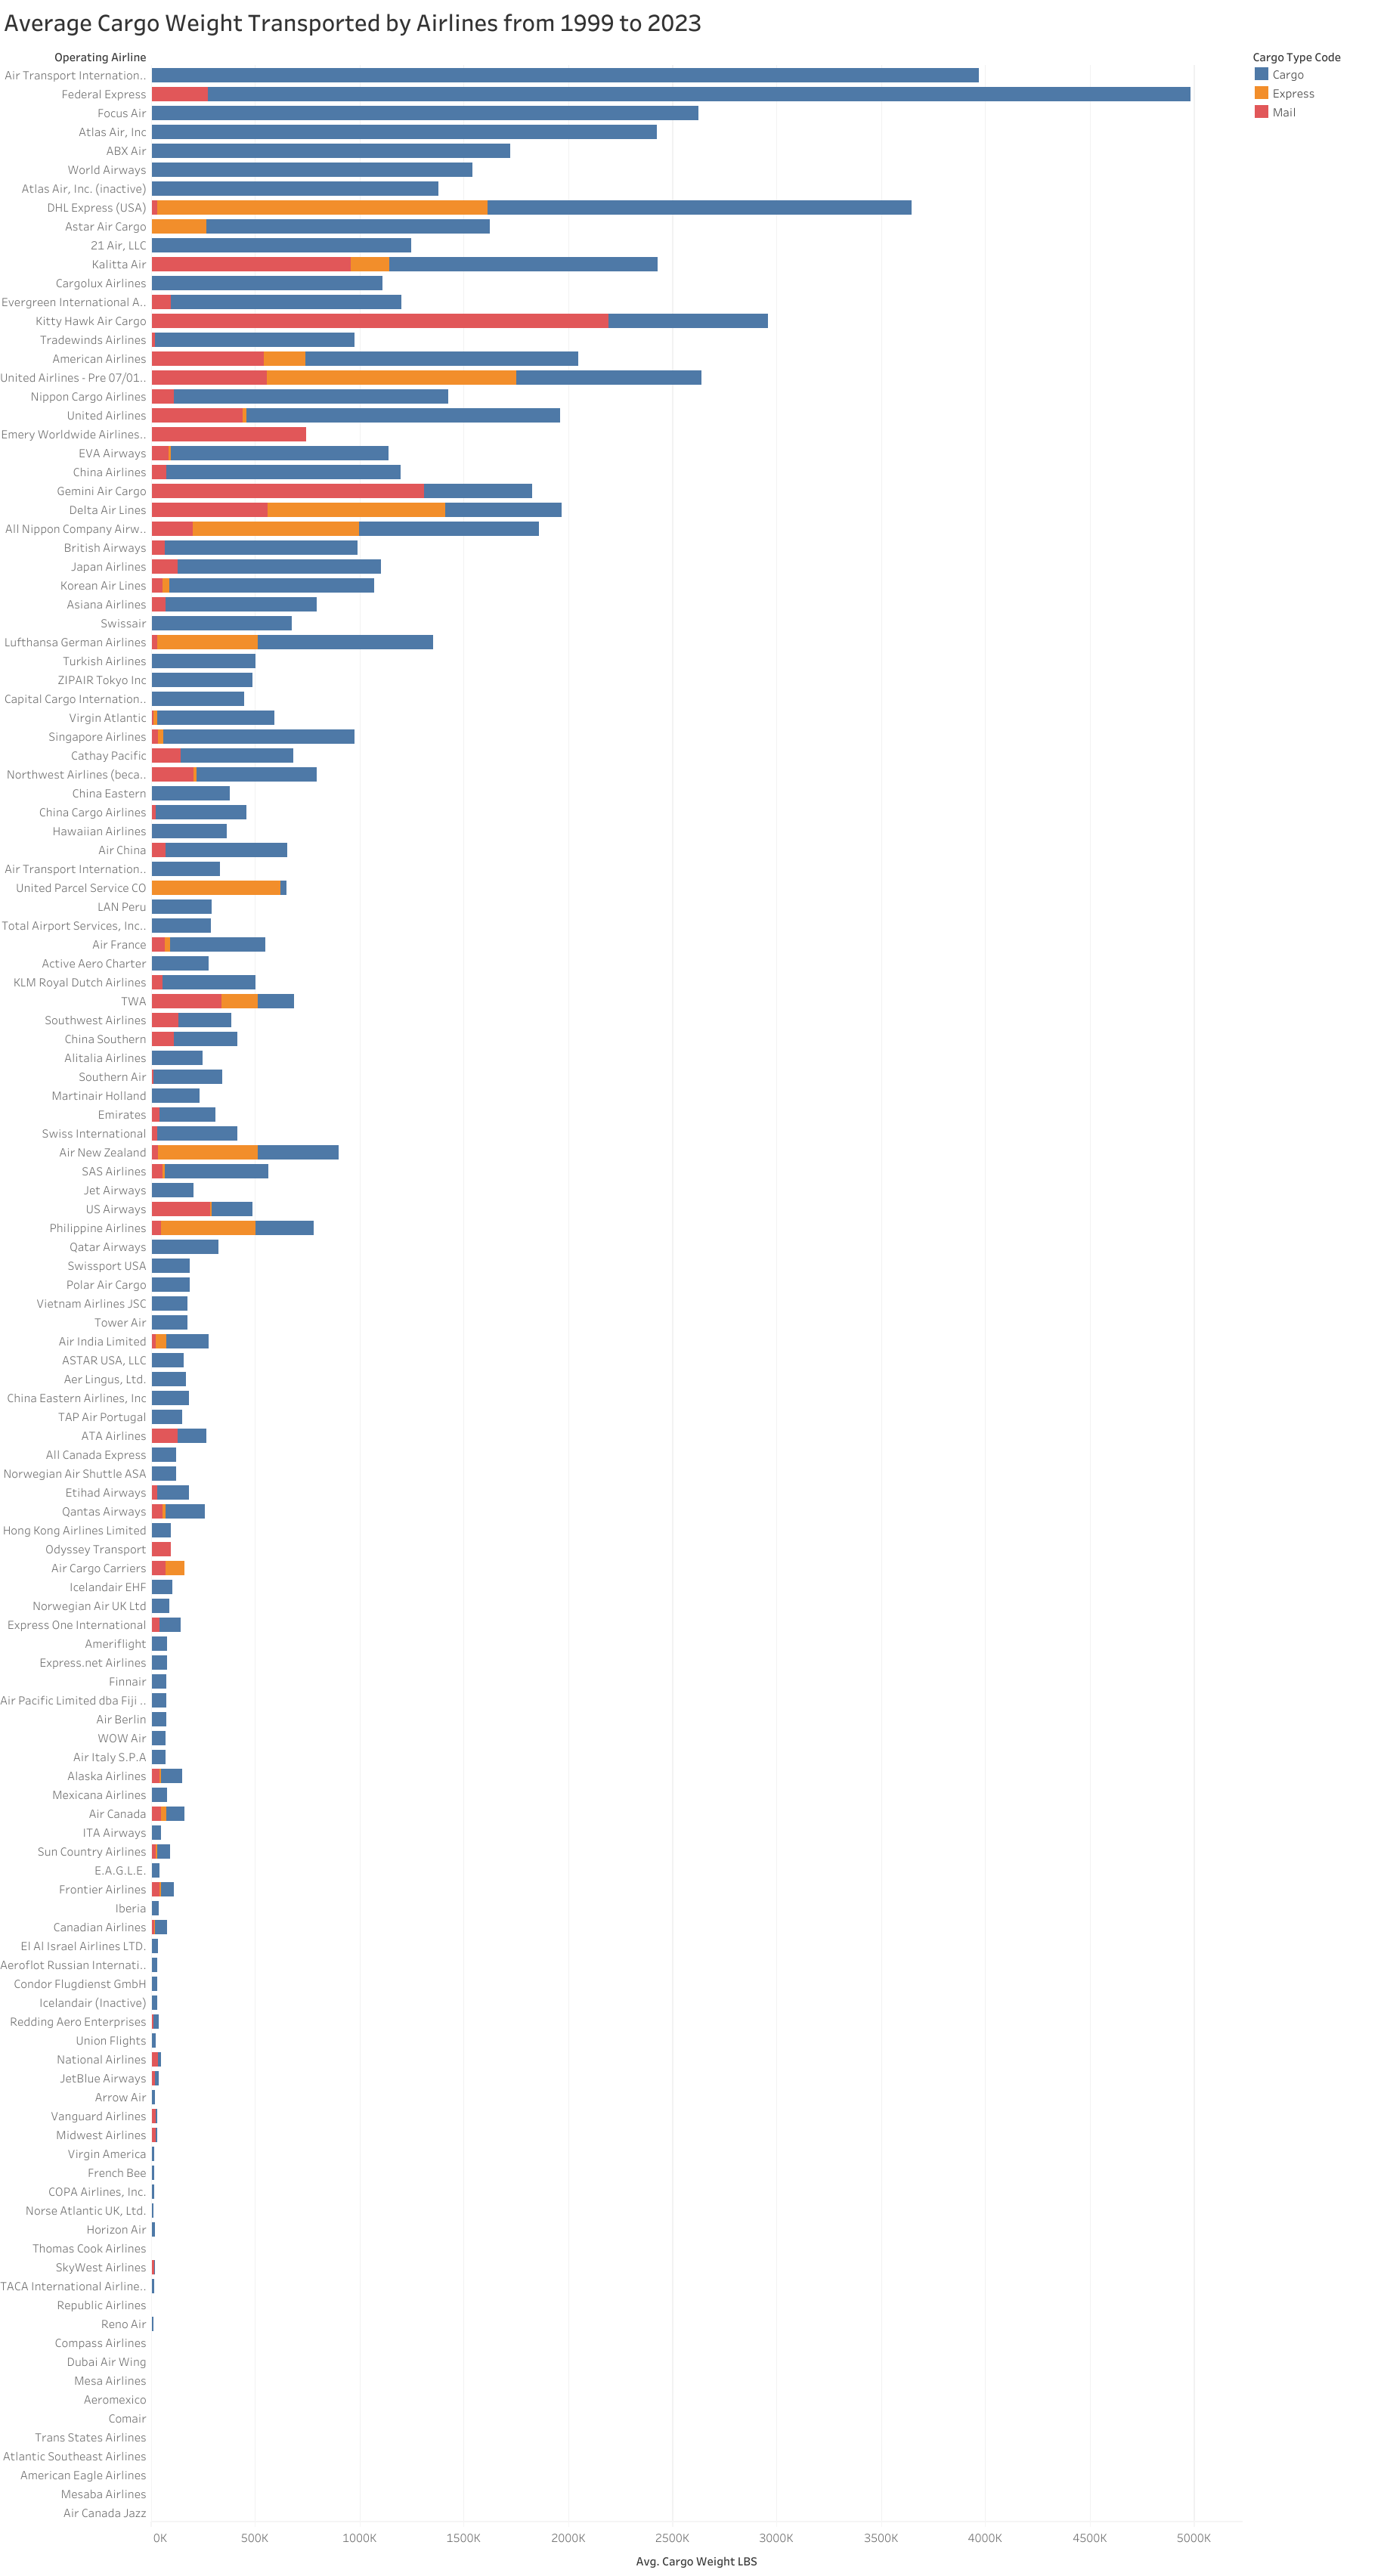 Average Cargo Weight Transported by Airlines from 1999 to 2023
Operating Airline
Cargo Type Code
Cargo
Express
Mail
Air Transport Internation..
Federal Express
Focus Air
Atlas Air, Inc
ABX Air
World Airways
Atlas Air, Inc. (inactive)
DHL Express (USA)
Astar Air Cargo
21 Air, LLC
Kalitta Air
Cargolux Airlines
Evergreen International A..
Kitty Hawk Air Cargo
Tradewinds Airlines
American Airlines
United Airlines - Pre 07/01..
Nippon Cargo Airlines
United Airlines
Emery Worldwide Airlines..
EVA Airways
China Airlines
Gemini Air Cargo
Delta Air Lines
All Nippon Company Airw..
British Airways
Japan Airlines
Korean Air Lines
Asiana Airlines
Swissair
Lufthansa German Airlines
Turkish Airlines
ZIPAIR Tokyo Inc
Capital Cargo Internation..
Virgin Atlantic
Singapore Airlines
Cathay Pacific
Northwest Airlines (beca..
China Eastern
China Cargo Airlines
Hawaiian Airlines
Air China
Air Transport Internation..
United Parcel Service CO
LAN Peru
Total Airport Services, Inc..
Air France
Active Aero Charter
KLM Royal Dutch Airlines
TWA
Southwest Airlines
China Southern
Alitalia Airlines
Southern Air
Martinair Holland
Emirates
Swiss International
Air New Zealand
SAS Airlines
Jet Airways
US Airways
Philippine Airlines
Qatar Airways
Swissport USA
Polar Air Cargo
Vietnam Airlines JSC
Tower Air
Air India Limited
ASTAR USA, LLC
Aer Lingus, Ltd.
China Eastern Airlines, Inc
TAP Air Portugal
ATA Airlines
All Canada Express
Norwegian Air Shuttle ASA
Etihad Airways
Qantas Airways
Hong Kong Airlines Limited
Odyssey Transport
Air Cargo Carriers
Icelandair EHF
Norwegian Air UK Ltd
Express One International
Ameriflight
Express.net Airlines
Finnair
Air Pacific Limited dba Fiji ..
Air Berlin
WOW Air
Air Italy S.P.A
Alaska Airlines
Mexicana Airlines
Air Canada
ITA Airways
Sun Country Airlines
E.A.G.L.E.
Frontier Airlines
Iberia
Canadian Airlines
El Al Israel Airlines LTD.
Aeroflot Russian Internati..
Condor Flugdienst GmbH
Icelandair (Inactive)
Redding Aero Enterprises
Union Flights
National Airlines
JetBlue Airways
Arrow Air
Vanguard Airlines
Midwest Airlines
Virgin America
French Bee
COPA Airlines, Inc.
Norse Atlantic UK, Ltd.
Horizon Air
Thomas Cook Airlines
SkyWest Airlines
TACA International Airline..
Republic Airlines
Reno Air
Compass Airlines
Dubai Air Wing
Mesa Airlines
Aeromexico
Comair
Trans States Airlines
Atlantic Southeast Airlines
American Eagle Airlines
Mesaba Airlines
Air Canada Jazz
0K 500K 1000K 1500K 2000K 2500K 3000K 3500K 4000K 4500K 5000K
Avg. Cargo Weight LBS